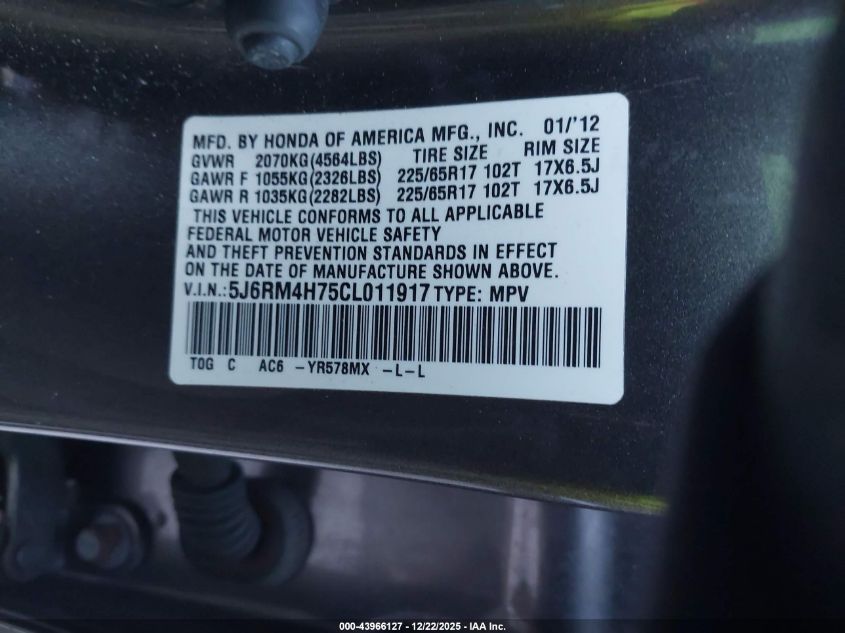 MFD. BY HONDA OF AMERICA MFG., INC. 01/'12
GVWR 2070KG(4564LBS) TIRE SIZE RIM SIZE
GAWR F 1055KG(2326LBS) 225/65R17 102T 17X6.5J
GAWR R 1035KG(2282LBS) 225/65R17 102T 17X6.5J
THIS VEHICLE CONFORMS TO ALL APPLICABLE
FEDERAL MOTOR VEHICLE SAFETY
AND THEFT PREVENTION STANDARDS IN EFFECT
ON THE DATE OF MANUFACTURE SHOWN ABOVE.
V.I.N.:5J6RM4H75CL011917 TYPE: MPV
TOG C AC6 -YR578MX -L-L
000-43966127 - 12/22/2025 - IAA Inc.